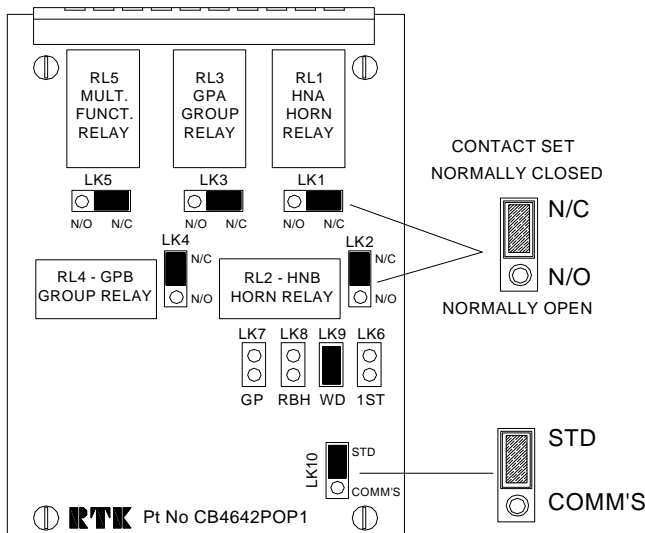 RL5
MULT.
FUNCT.
RELAY
RL3
GPA
GROUP
RELAY
RL1
HNA
HORN
RELAY
LK5
LK3
LK1
N/O N/C
N/O N/C
N/O N/C
CONTACT SET
NORMALLY CLOSED
N/C
N/O
NORMALLY OPEN
LK4
N/C
N/O
LK2
N/C
N/O
RL4 - GPB
GROUP RELAY
RL2 - HNB
HORN RELAY
LK7 LK8 LK9 LK6
GP RBH WD 1ST
LK10
STD
COMM'S
STD
COMM'S
RTK Pt No CB4642POP1